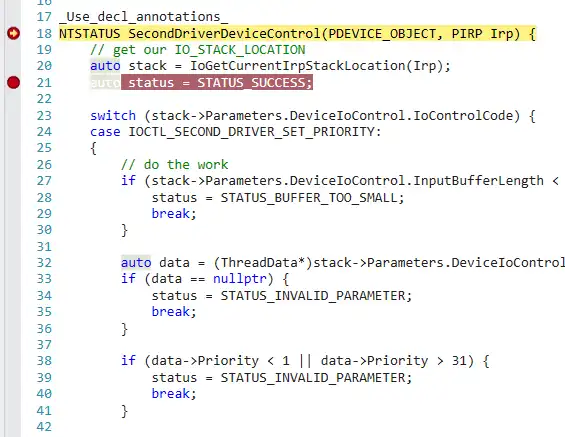 16
17 _Use_decl_annotations_
18 NTSTATUS SecondDriverDeviceControl(PDEVICE_OBJECT, PIRP Irp) {
19 // get our IO_STACK_LOCATION
20 auto stack = IoGetCurrentIrpStackLocation(Irp);
21 auto status = STATUS_SUCCESS;
22
23 switch (stack->Parameters.DeviceIoControl.IoControlCode) {
24 case IOCTL_SECOND_DRIVER_SET_PRIORITY:
25 {
26 // do the work
27 if (stack->Parameters.DeviceIoControl.InputBufferLength <
28 status = STATUS_BUFFER_TOO_SMALL;
29 break;
30 }
31
32 auto data = (ThreadData*)stack->Parameters.DeviceIoControl
33 if (data == nullptr) {
34 status = STATUS_INVALID_PARAMETER;
35 break;
36 }
37
38 if (data->Priority < 1 || data->Priority > 31) {
39 status = STATUS_INVALID_PARAMETER;
40 break;
41 }
42